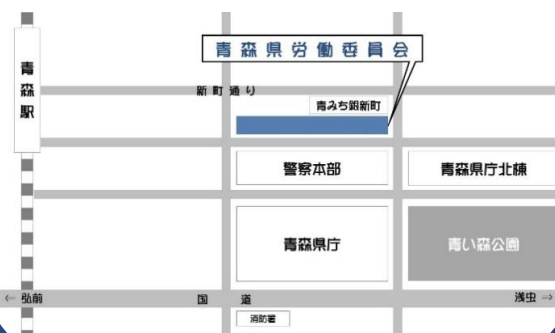 青森県労働委員会
青森駅
新町通り
青みち銀新町
警察本部
青森県庁北棟
青森県庁
青い森公園
← 弘前
国道
浅虫 ⇒
消防署